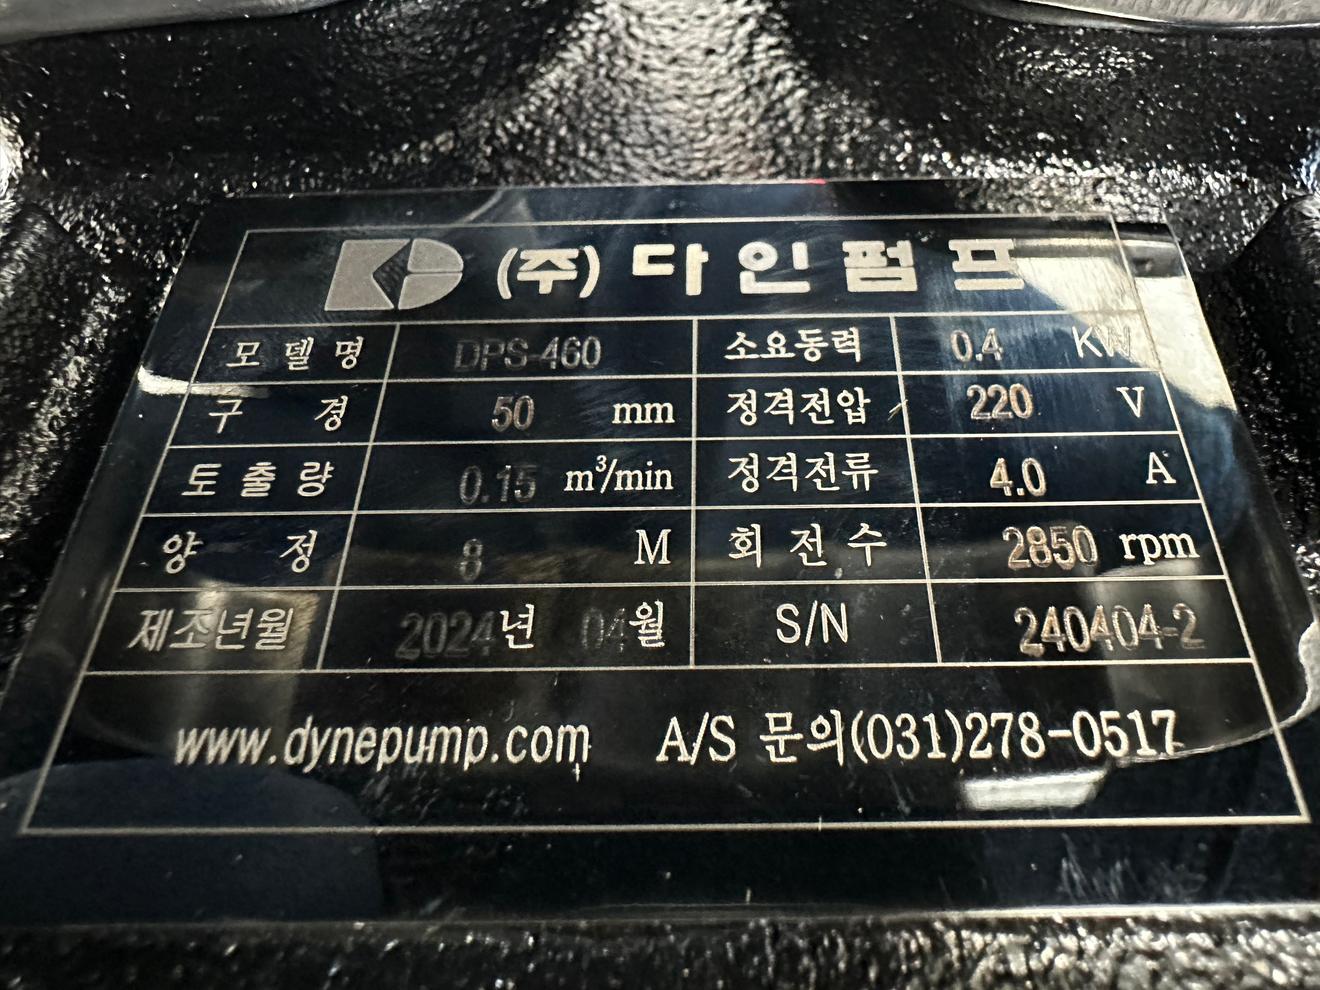 (주) 다인펌프
모델명 DPS-460 소요동력 0.4 KW
구경 50 mm 정격전압 220 V
토출량 0.15 m³/min 정격전류 4.0 A
양정 8 M 회전수 2850 rpm
제조년월 2024년 04월 S/N 240404-2
www.dynepump.com A/S 문의(031)278-0517